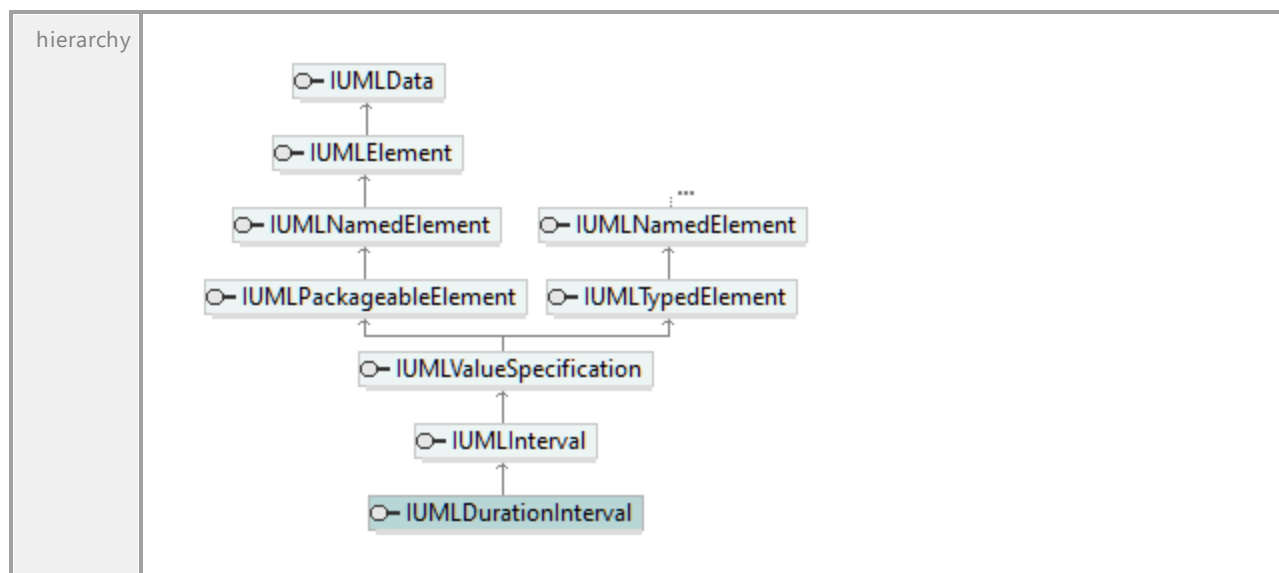 hierarchy
IUMLData
IUMLElement
...
IUMLNamedElement IUMLNamedElement
IUMLPackageableElement IUMLTypedElement
IUMLValueSpecification
IUMLInterval
IUMLDurationInterval